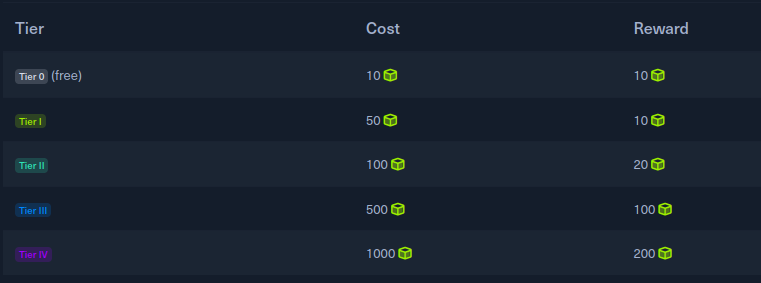 Tier Cost Reward
Tier 0 (free) 10 10
Tier I 50 10
Tier II 100 20
Tier III 500 100
Tier IV 1000 200